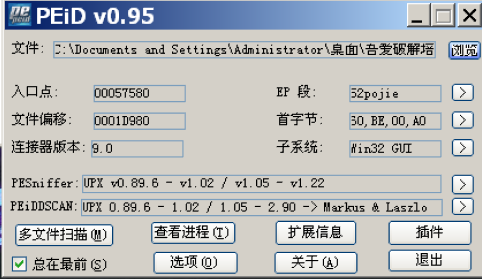 PEiD v0.95
文件: C:\Documents and Settings\Administrator\桌面\吾爱破解培 浏览
入口点: 00057580 EP 段: 52pojie >
文件偏移: 0001D980 首字节: 60,BE,00,A0 >
连接器版本: 9.0 子系统: Win32 GUI >
PESniffer: UPX v0.89.6 - v1.02 / v1.05 - v1.22 >
PEiDDSCAN: UPX 0.89.6 - 1.02 / 1.05 - 2.90 -> Markus & Laszlo >
多文件扫描(M) 查看进程(T) 扩展信息 插件
总在最前(S) 选项(O) 关于(A) 退出